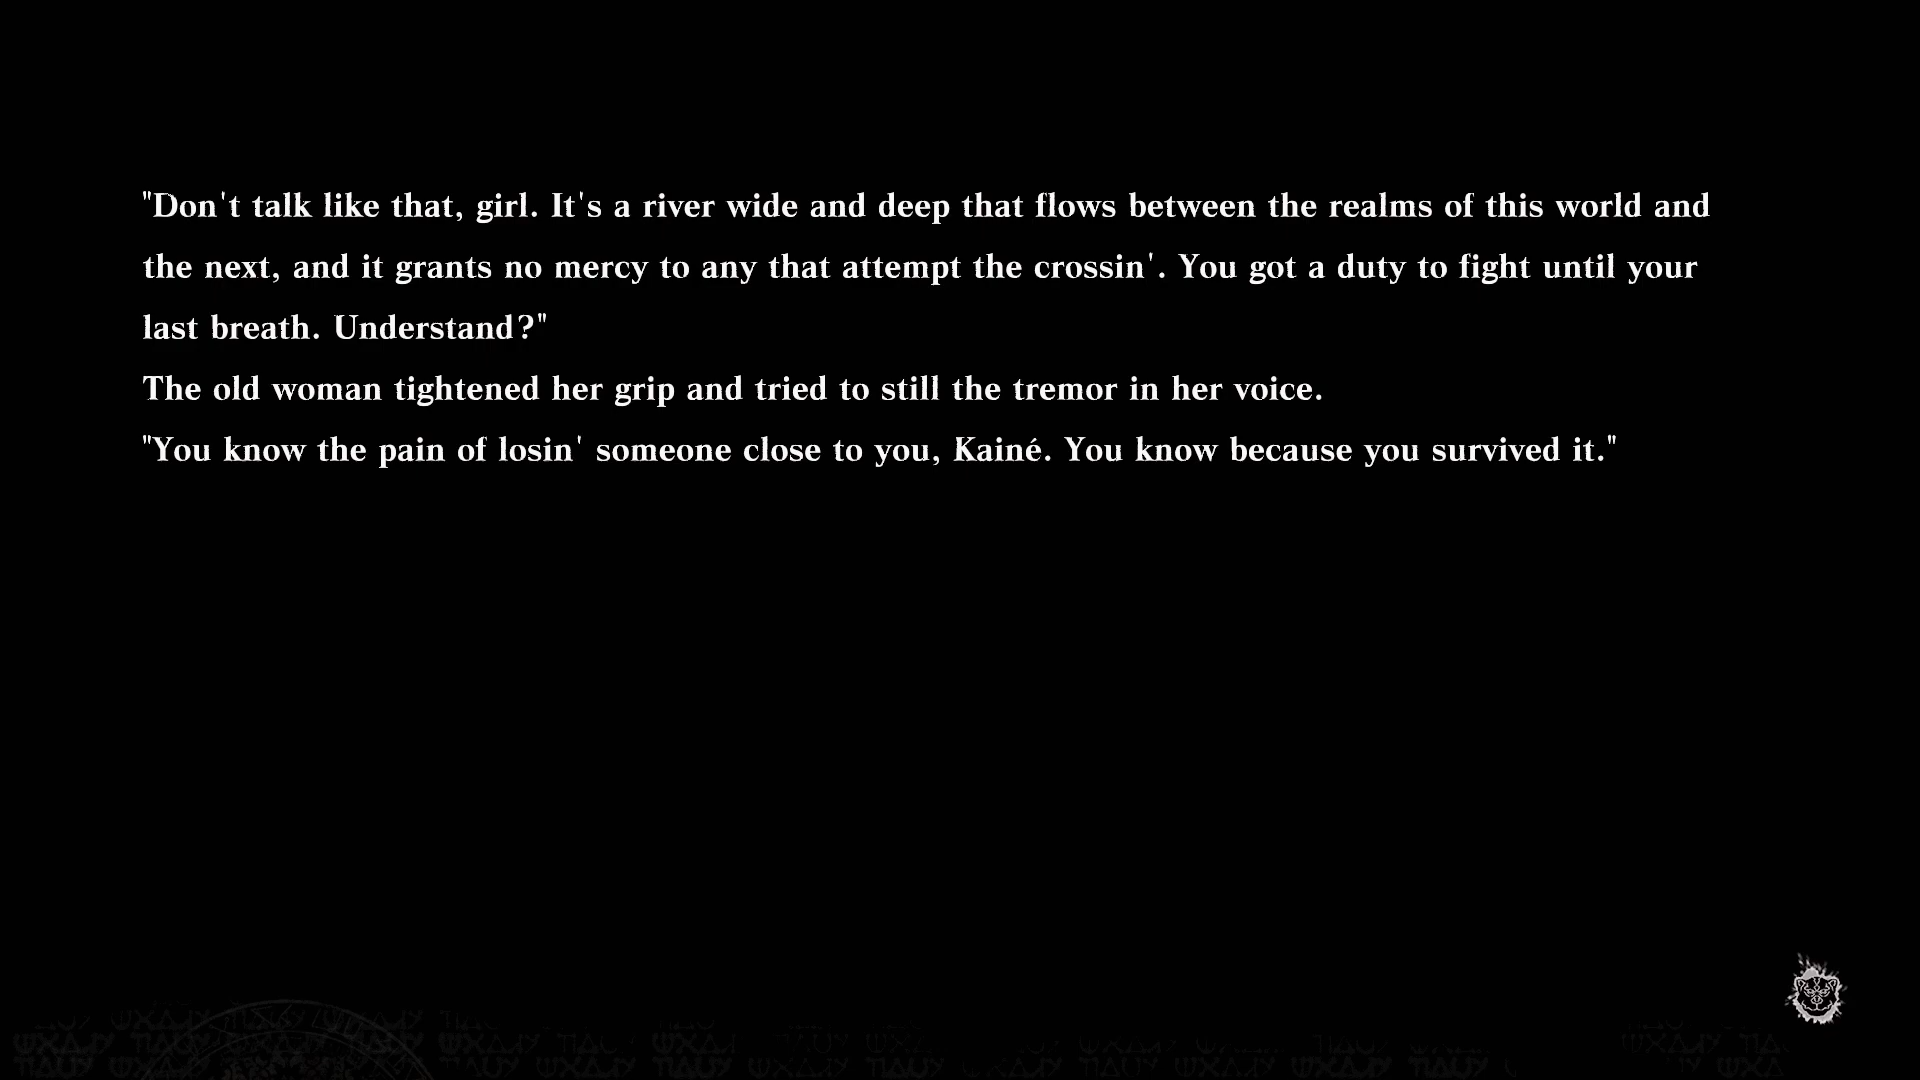 "Don't talk like that, girl. It's a river wide and deep that flows between the realms of this world and
the next, and it grants no mercy to any that attempt the crossin'. You got a duty to fight until your
last breath. Understand?"
The old woman tightened her grip and tried to still the tremor in her voice.
"You know the pain of losin' someone close to you, Kainé. You know because you survived it."